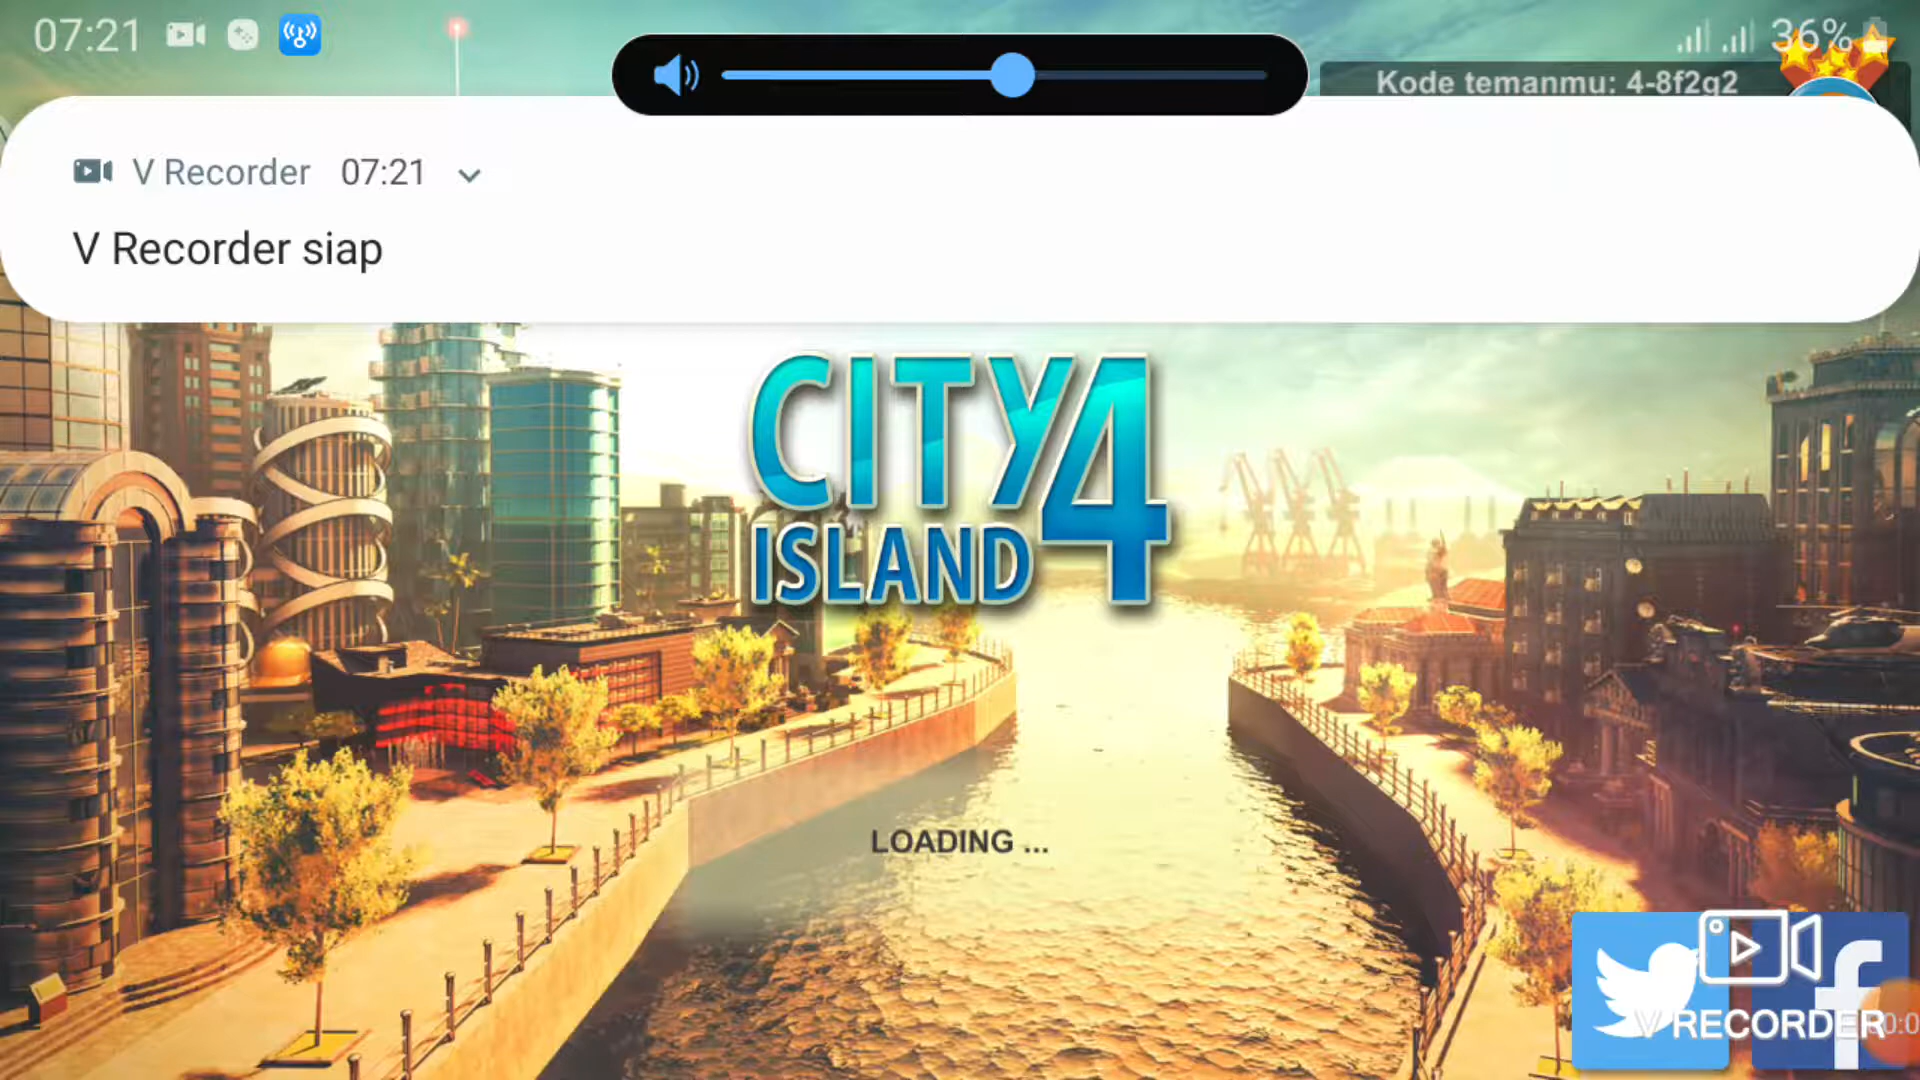 07:21
36%
Kode temanmu: 4-8f2g2
V Recorder 07:21
V Recorder siap
CITY 4
ISLAND
LOADING ...
V RECORDER